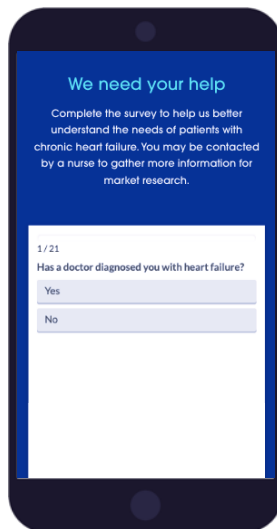 We need your help
Complete the survey to help us better
understand the needs of patients with
chronic heart failure. You may be contacted
by a nurse to gather more information for
market research.
1 / 21
Has a doctor diagnosed you with heart failure?
Yes
No